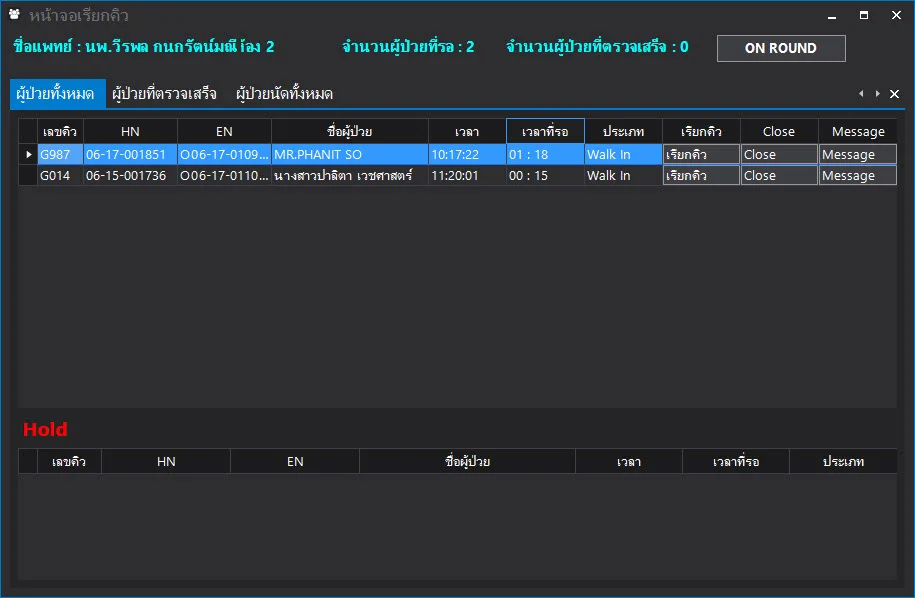 หน้าจอเรียกคิว
ชื่อแพทย์ : นพ.วีรพล กนกรัตน์มณี เ่อง 2 จำนวนผู้ป่วยที่รอ : 2 จำนวนผู้ป่วยที่ตรวจเสร็จ : 0 ON ROUND
ผู้ป่วยทั้งหมด ผู้ป่วยที่ตรวจเสร็จ ผู้ป่วยนัดทั้งหมด
เลขคิว HN EN ชื่อผู้ป่วย เวลา เวลาที่รอ ประเภท เรียกคิว Close Message
G987 06-17-001851 O06-17-0109... MR.PHANIT SO 10:17:22 01 : 18 Walk In เรียกคิว Close Message
G014 06-15-001736 O06-17-0110... นางสาวปาลิตา เวชศาสตร์ 11:20:01 00 : 15 Walk In เรียกคิว Close Message
Hold
เลขคิว HN EN ชื่อผู้ป่วย เวลา เวลาที่รอ ประเภท